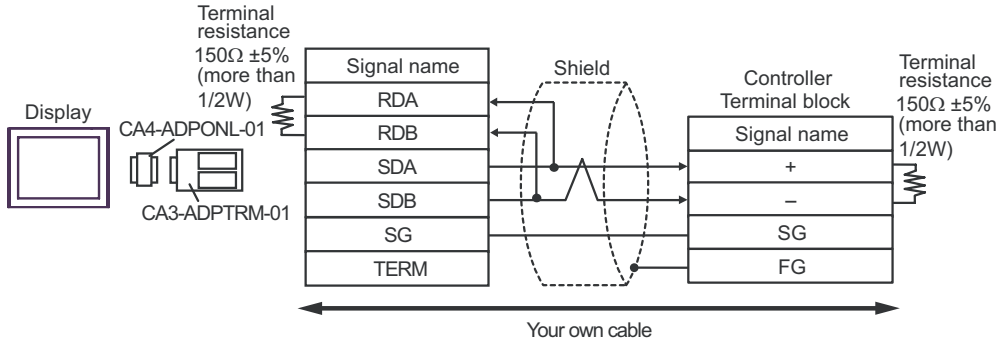 Terminal
resistance
150Ω ±5%
(more than
1/2W)
Display
CA4-ADPONL-01
CA3-ADPTRM-01
Signal name
RDA
RDB
SDA
SDB
SG
TERM
Shield
Controller
Terminal block
Signal name
+
–
SG
FG
Terminal
resistance
150Ω ±5%
(more than
1/2W)
Your own cable